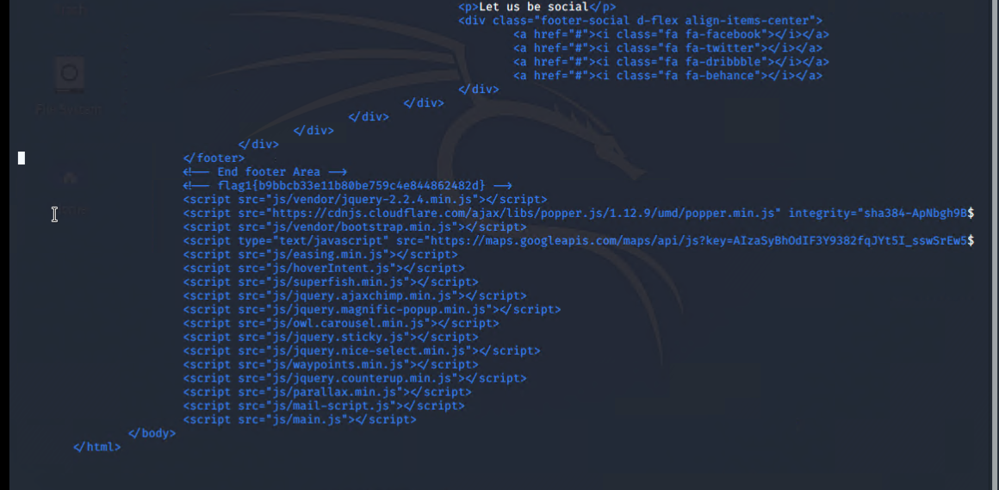 <p>Let us be social</p>
<div class="footer-social d-flex align-items-center">
<a href="#"><i class="fa fa-facebook"></i></a>
<a href="#"><i class="fa fa-twitter"></i></a>
<a href="#"><i class="fa fa-dribbble"></i></a>
<a href="#"><i class="fa fa-behance"></i></a>
</div>
</div>
</div>
</div>
</div>
</footer>
<!-- End footer Area -->
<!-- flag1{b9bbcb33e11b80be759c4e844862482d} -->
<script src="js/vendor/jquery-2.2.4.min.js"></script>
<script src="https://cdnjs.cloudflare.com/ajax/libs/popper.js/1.12.9/umd/popper.min.js" integrity="sha384-ApNbgh9B$
<script src="js/vendor/bootstrap.min.js"></script>
<script type="text/javascript" src="https://maps.googleapis.com/maps/api/js?key=AIzaSyBhOdIF3Y9382fqJYt5I_sswSrEw5$
<script src="js/easing.min.js"></script>
<script src="js/hoverIntent.js"></script>
<script src="js/superfish.min.js"></script>
<script src="js/jquery.ajaxchimp.min.js"></script>
<script src="js/jquery.magnific-popup.min.js"></script>
<script src="js/owl.carousel.min.js"></script>
<script src="js/jquery.sticky.js"></script>
<script src="js/jquery.nice-select.min.js"></script>
<script src="js/waypoints.min.js"></script>
<script src="js/jquery.counterup.min.js"></script>
<script src="js/parallax.min.js"></script>
<script src="js/mail-script.js"></script>
<script src="js/main.js"></script>
</body>
</html>
File System